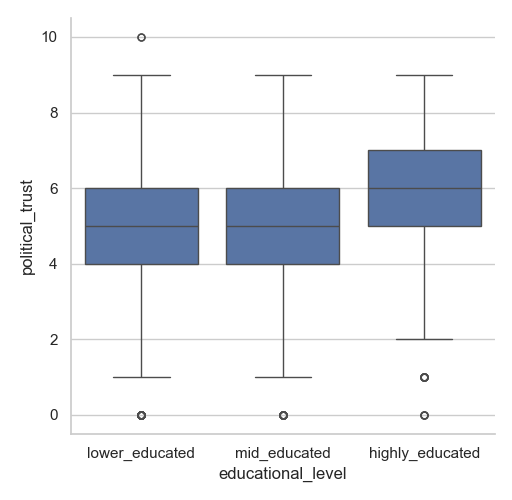 10
8
6
4
2
0
political_trust
lower_educated
mid_educated
highly_educated
educational_level